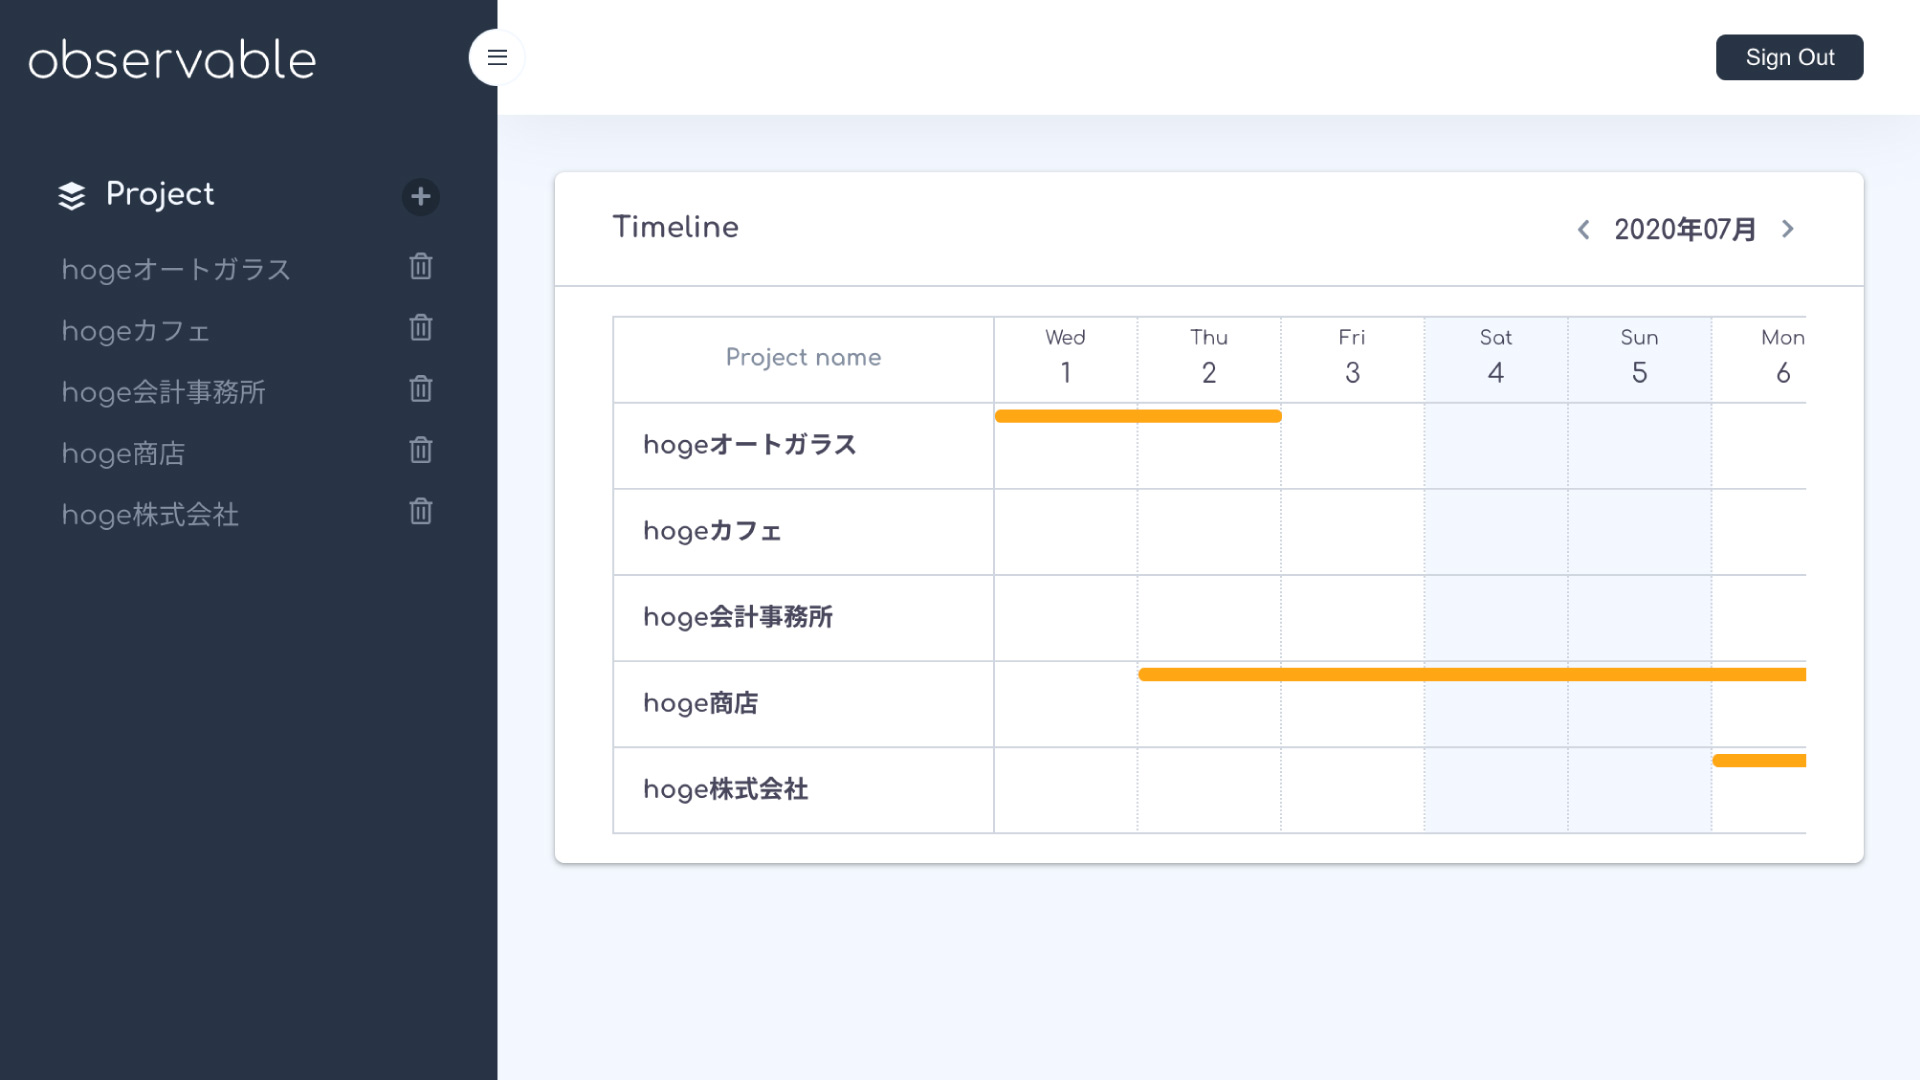 observable
Sign Out
Project
hogeオートガラス
hogeカフェ
hoge会計事務所
hoge商店
hoge株式会社
Timeline
2020年07月
Project name
Wed Thu Fri Sat Sun Mon
1 2 3 4 5 6
hogeオートガラス
hogeカフェ
hoge会計事務所
hoge商店
hoge株式会社